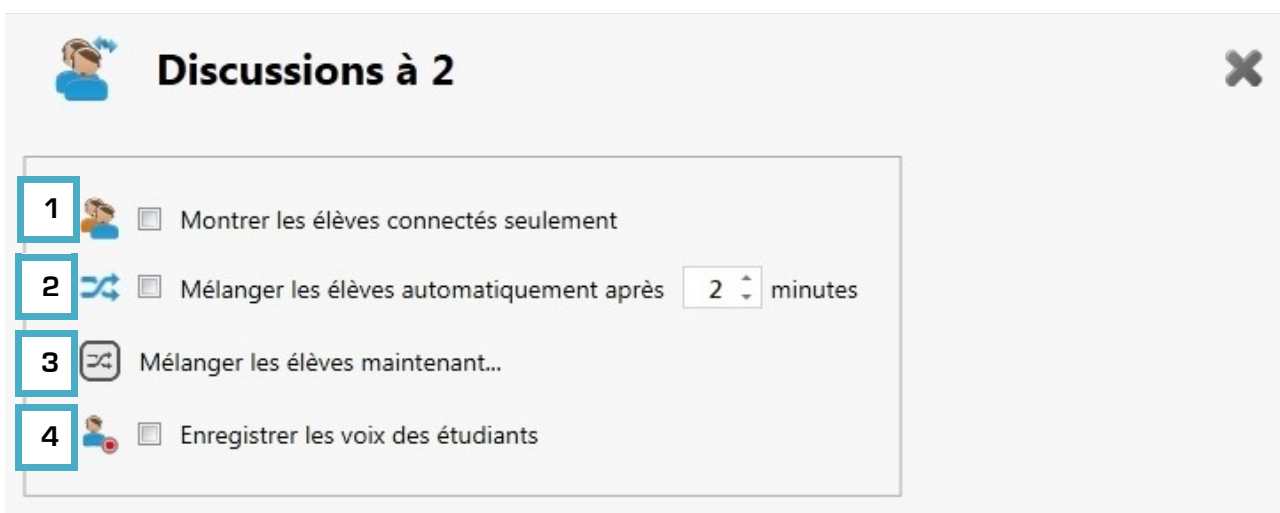 Discussions à 2
1 Montrer les élèves connectés seulement
2 Mélanger les élèves automatiquement après 2 minutes
3 Mélanger les élèves maintenant...
4 Enregistrer les voix des étudiants